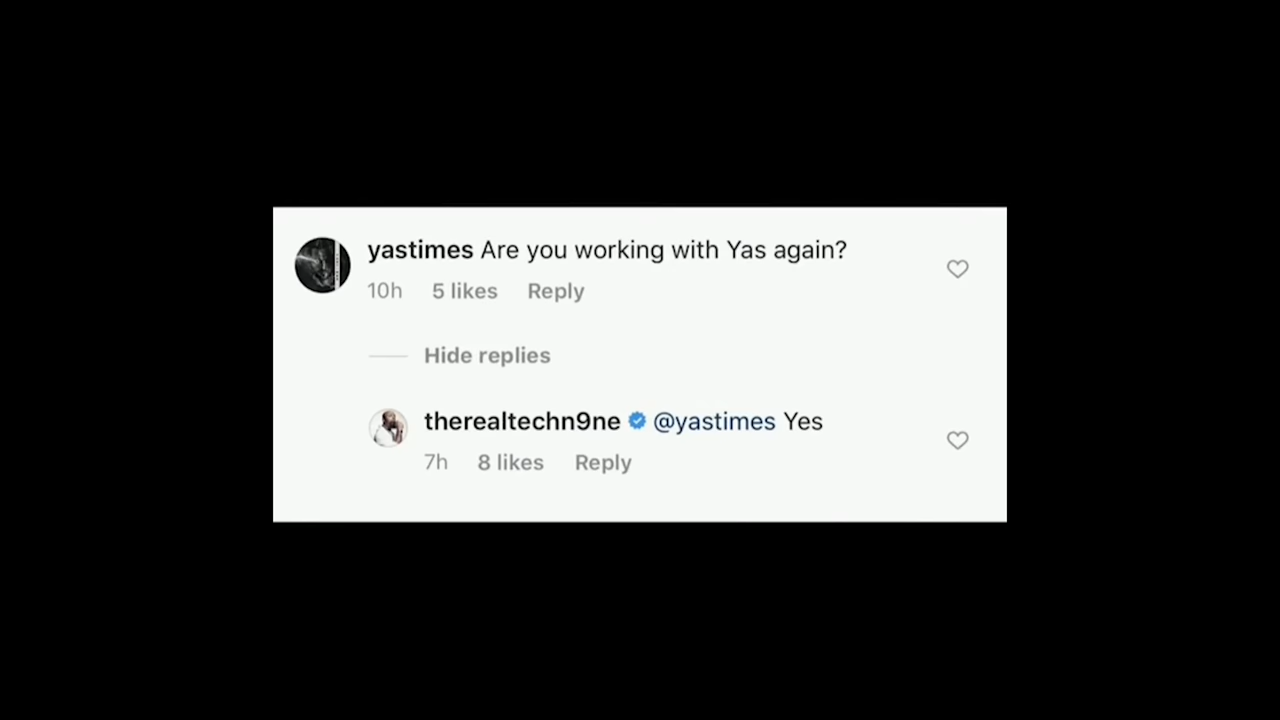 yastimes Are you working with Yas again?
10h 5 likes Reply
Hide replies
therealtechn9ne @yastimes Yes
7h 8 likes Reply